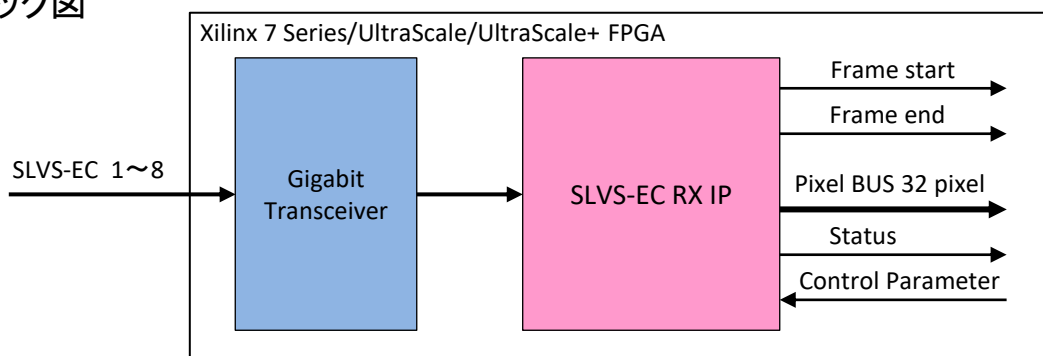 ック図
Xilinx 7 Series/UltraScale/UltraScale+ FPGA
Frame start
Frame end
SLVS-EC 1～8
Gigabit
Transceiver
SLVS-EC RX IP
Pixel BUS 32 pixel
Status
Control Parameter